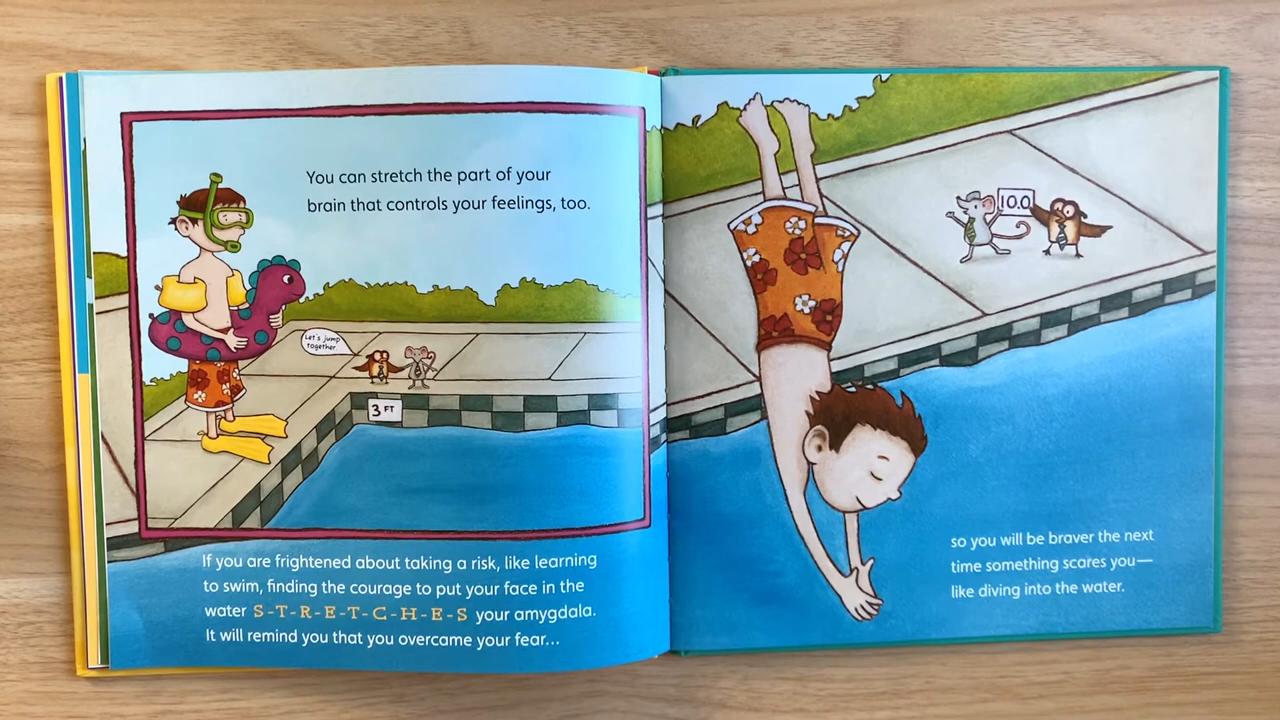 You can stretch the part of your
brain that controls your feelings, too.
Let's jump
together.
3 FT
If you are frightened about taking a risk, like learning
to swim, finding the courage to put your face in the
water S-T-R-E-T-C-H-E-S your amygdala.
It will remind you that you overcame your fear...
10.0
so you will be braver the next
time something scares you—
like diving into the water.